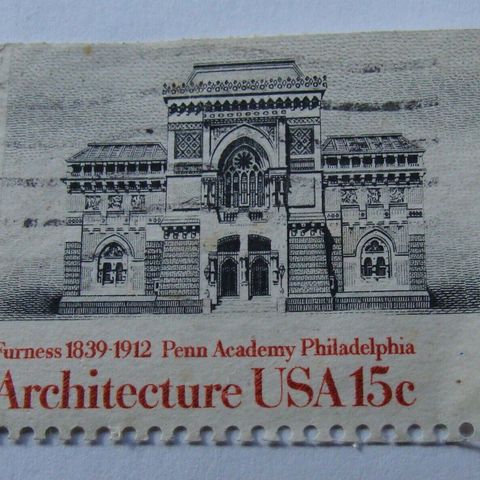 Furness 1839-1912 Penn Academy Philadelphia
Architecture USA 15c